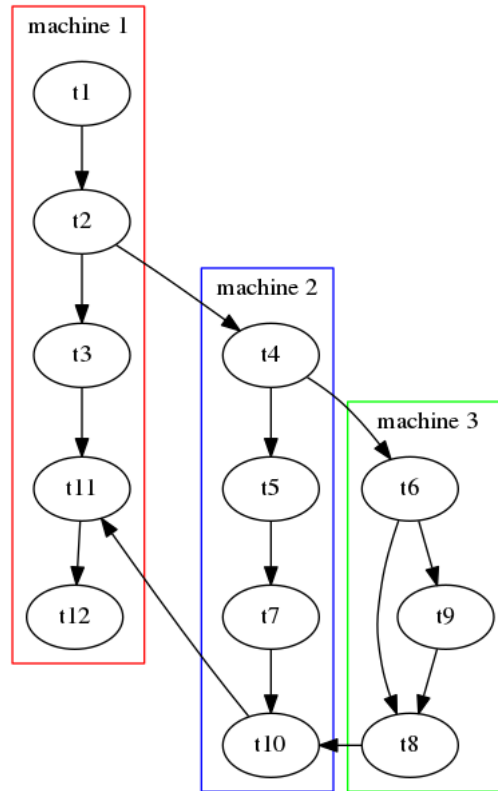 machine 1
t1
t2
t3
t11
t12
machine 2
t4
t5
t7
t10
machine 3
t6
t9
t8